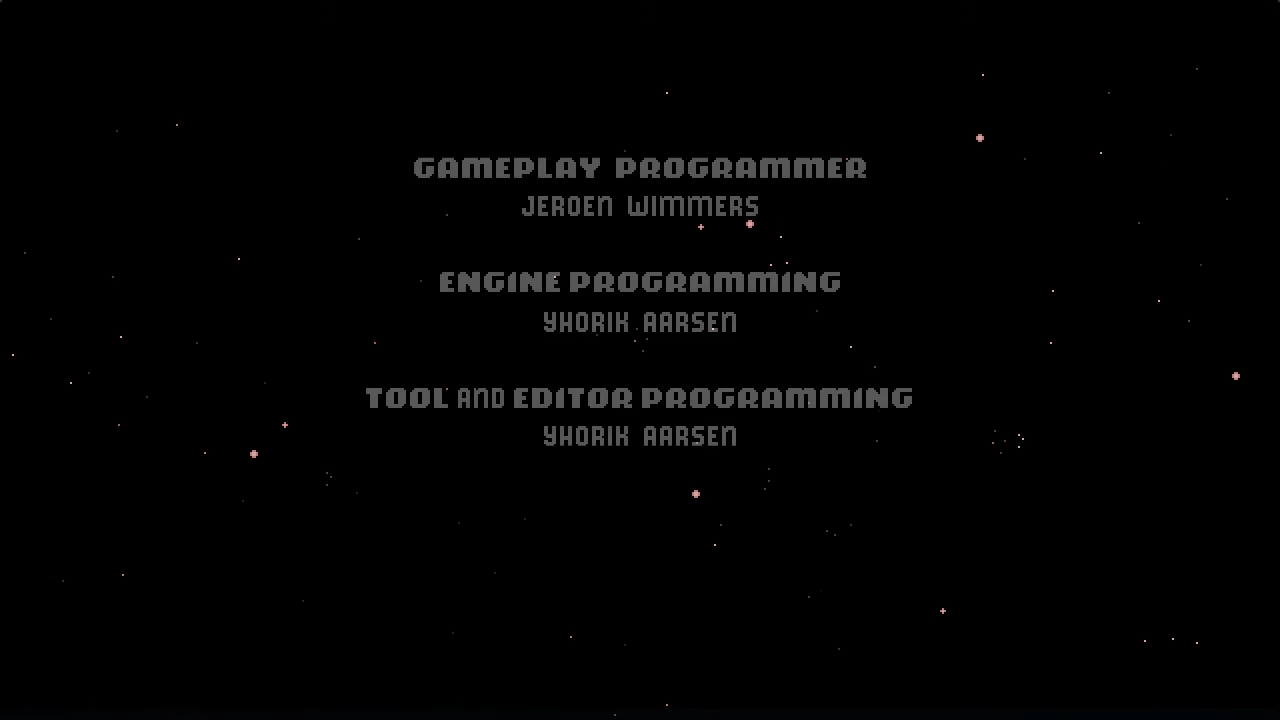 GAMEPLAY PROGRAMMER
JEROEN WIMMERS
ENGINE PROGRAMMING
YHORIK AARSEN
TOOL AND EDITOR PROGRAMMING
YHORIK AARSEN